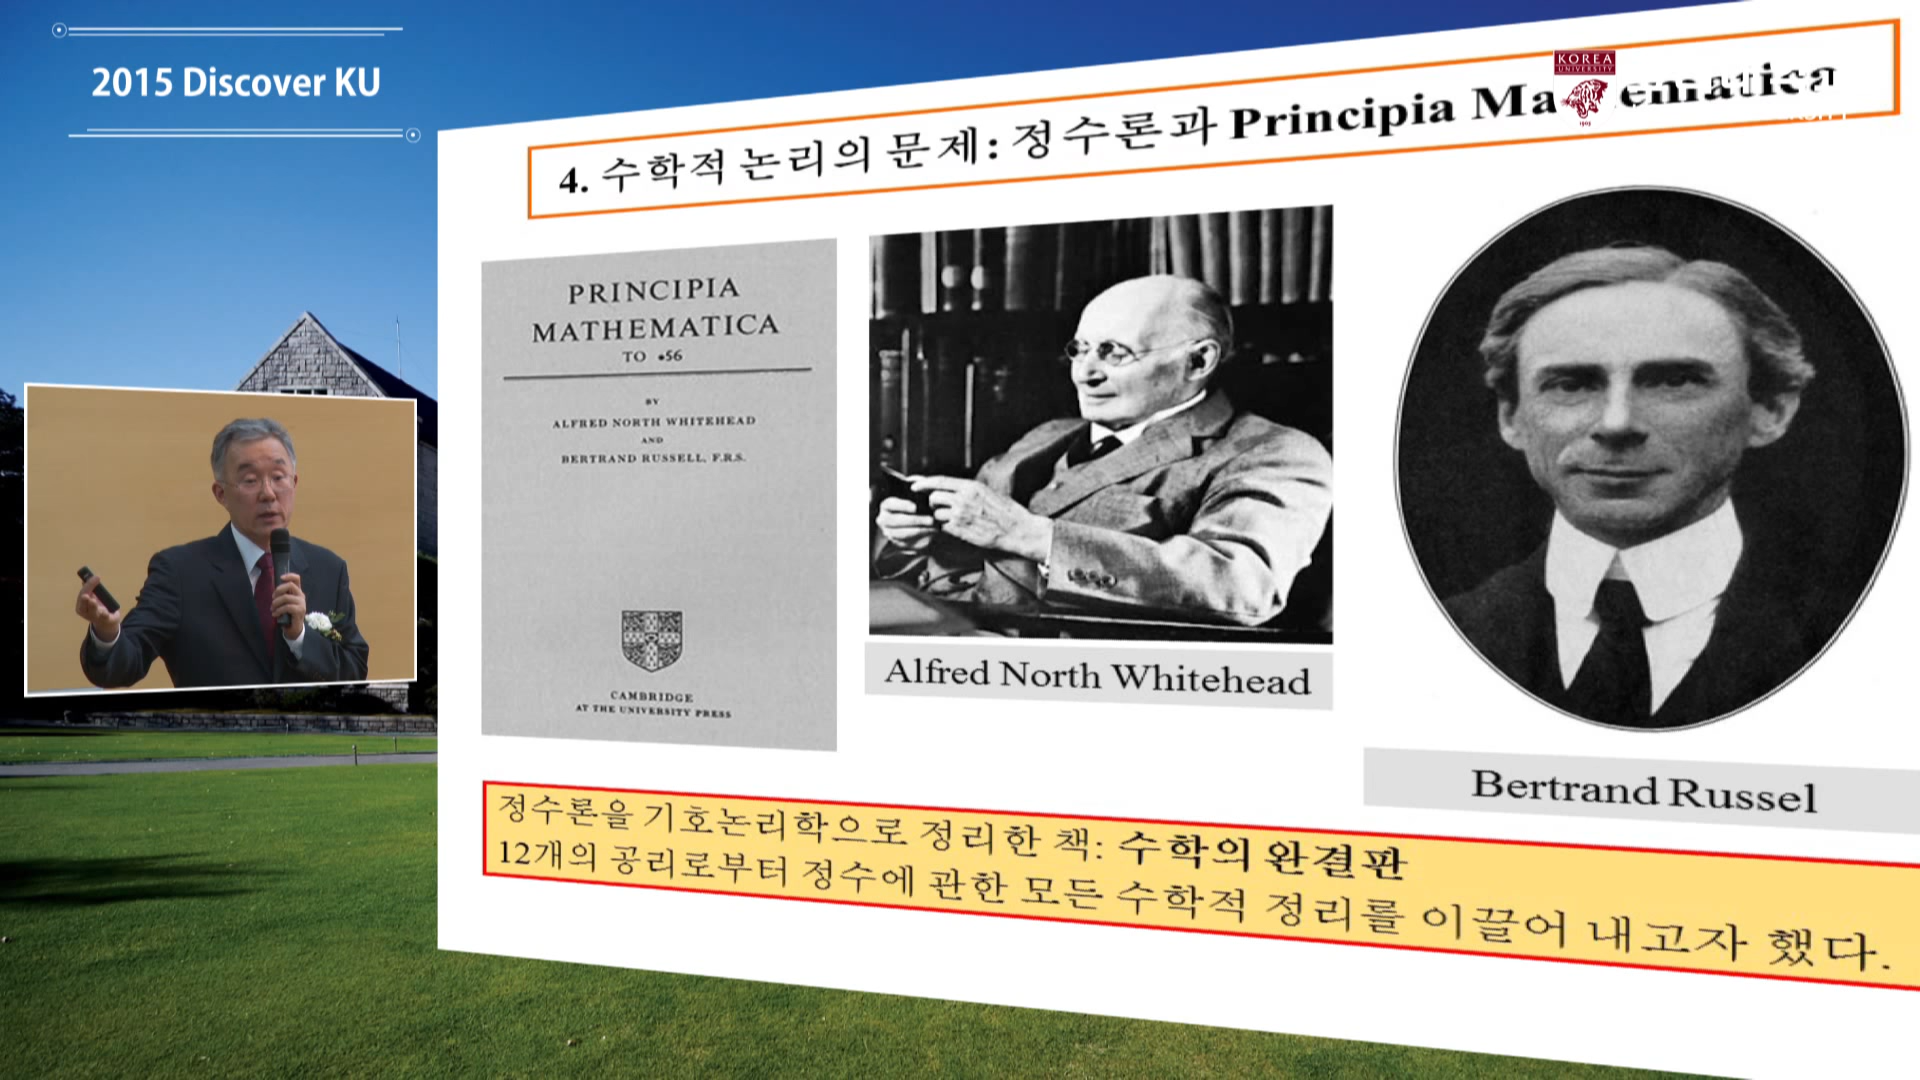 2015 Discover KU
KOREA
UNIVERSITY
1905
4. 수학적 논리의 문제: 정수론과 Principia Ma ematica
PRINCIPIA
MATHEMATICA
TO *56
BY
ALFRED NORTH WHITEHEAD
AND
BERTRAND RUSSELL, F.R.S.
CAMBRIDGE
AT THE UNIVERSITY PRESS
Alfred North Whitehead
Bertrand Russel
정수론을 기호논리학으로 정리한 책: 수학의 완결판
12개의 공리로부터 정수에 관한 모든 수학적 정리를 이끌어 내고자 했다.